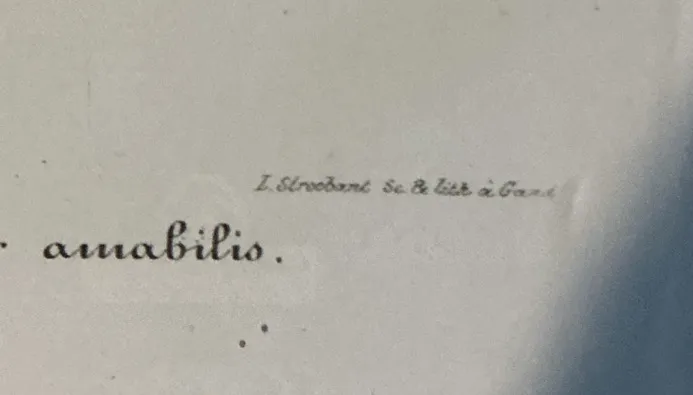 I. Stroobant Sc. & lith à Gand
amabilis.